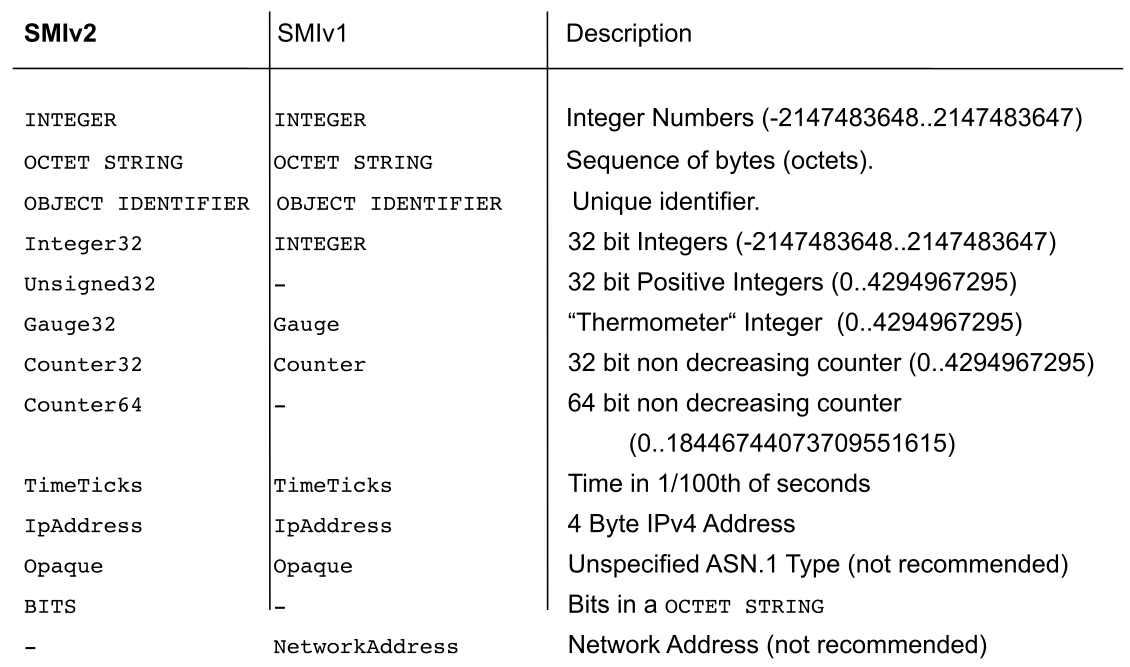 SMIv2 SMIv1 Description
INTEGER INTEGER Integer Numbers (-2147483648..2147483647)
OCTET STRING OCTET STRING Sequence of bytes (octets).
OBJECT IDENTIFIER OBJECT IDENTIFIER Unique identifier.
Integer32 INTEGER 32 bit Integers (-2147483648..2147483647)
Unsigned32 – 32 bit Positive Integers (0..4294967295)
Gauge32 Gauge “Thermometer“ Integer (0..4294967295)
Counter32 Counter 32 bit non decreasing counter (0..4294967295)
Counter64 – 64 bit non decreasing counter
(0..18446744073709551615)
TimeTicks TimeTicks Time in 1/100th of seconds
IpAddress IpAddress 4 Byte IPv4 Address
Opaque Opaque Unspecified ASN.1 Type (not recommended)
BITS – Bits in a OCTET STRING
– NetworkAddress Network Address (not recommended)